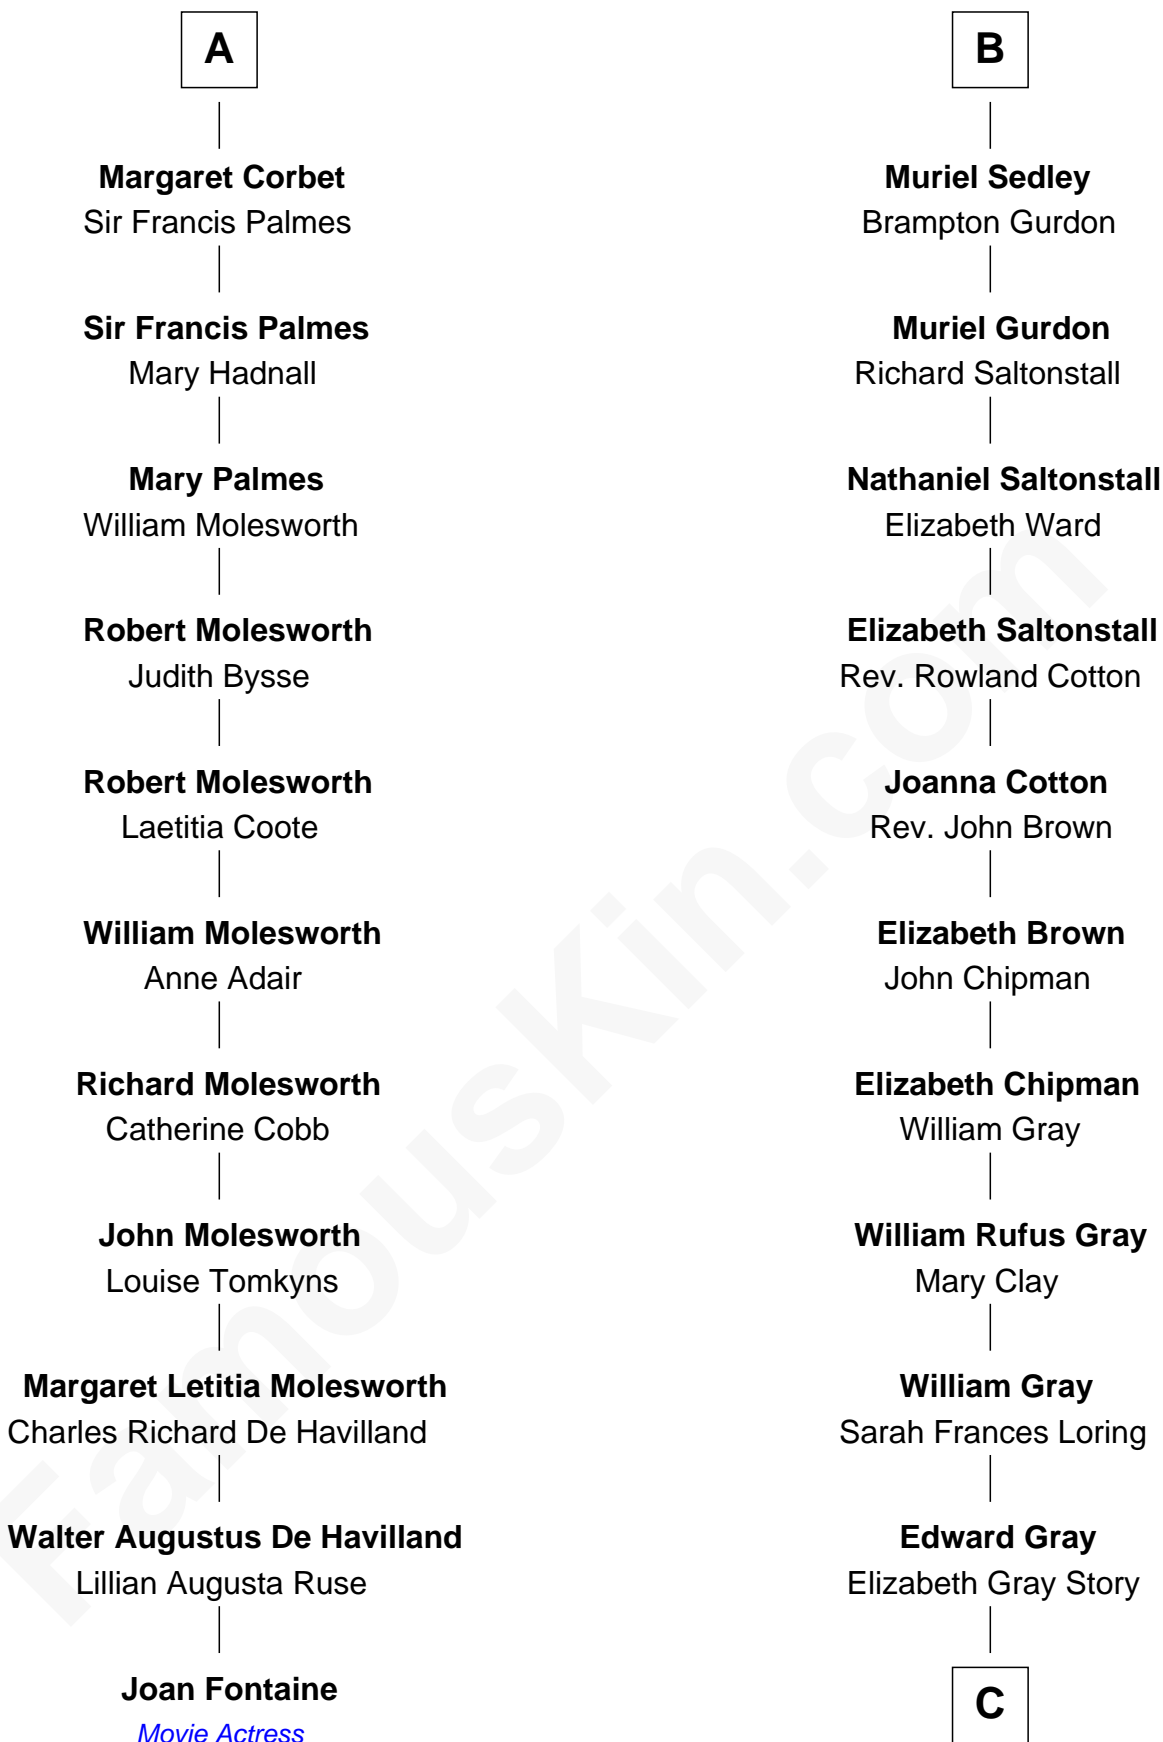 A
Margaret Corbet
Sir Francis Palmes
Sir Francis Palmes
Mary Hadnall
Mary Palmes
William Molesworth
Robert Molesworth
Judith Bysse
Robert Molesworth
Laetitia Coote
William Molesworth
Anne Adair
Richard Molesworth
Catherine Cobb
John Molesworth
Louise Tomkyns
Margaret Letitia Molesworth
Charles Richard De Havilland
Walter Augustus De Havilland
Lillian Augusta Ruse
Joan Fontaine
Movie Actress
B
Muriel Sedley
Brampton Gurdon
Muriel Gurdon
Richard Saltonstall
Nathaniel Saltonstall
Elizabeth Ward
Elizabeth Saltonstall
Rev. Rowland Cotton
Joanna Cotton
Rev. John Brown
Elizabeth Brown
John Chipman
Elizabeth Chipman
William Gray
William Rufus Gray
Mary Clay
William Gray
Sarah Frances Loring
Edward Gray
Elizabeth Gray Story
C
FamousKin.com